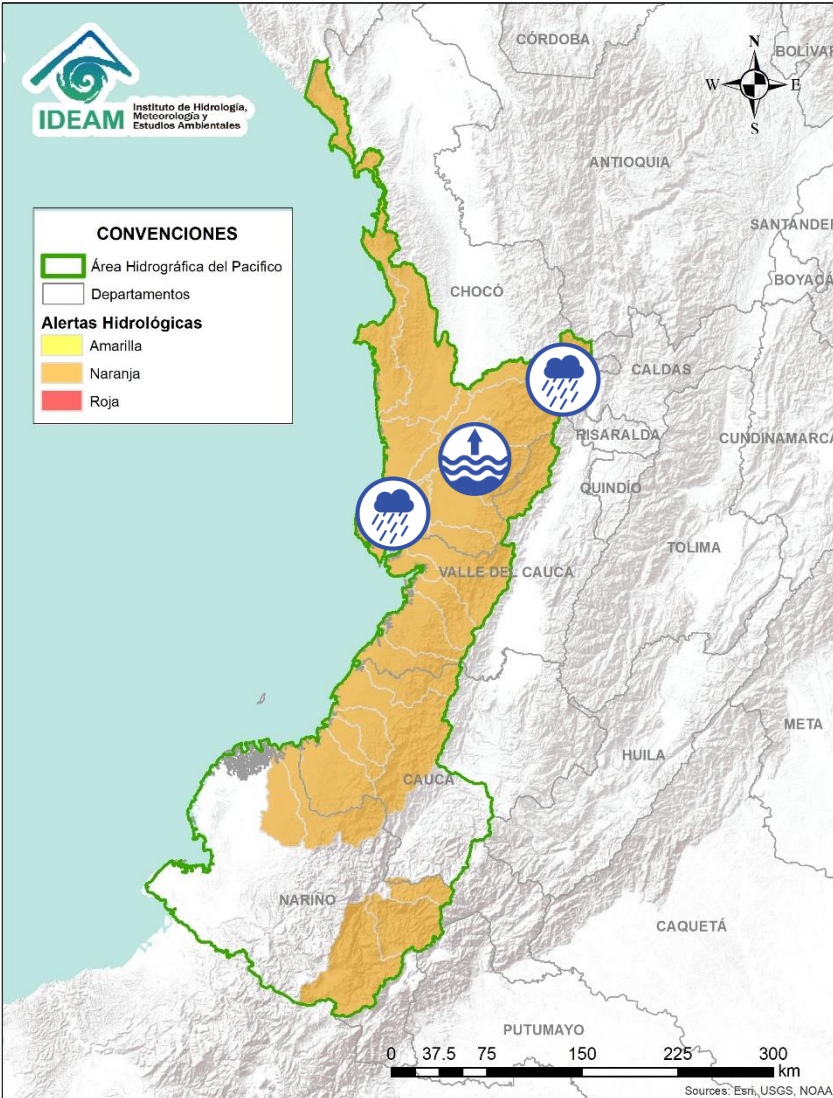 IDEAM
Instituto de Hidrología,
Meteorología y
Estudios Ambientales
CÓRDOBA
BOLÍVAR
N
W
E
S
ANTIOQUIA
CONVENCIONES
Área Hidrográfica del Pacifico
Departamentos
Alertas Hidrológicas
Amarilla
Naranja
Roja
SANTANDER
BOYACÁ
CHOCÓ
CALDAS
RISARALDA
CUNDINAMARCA
QUINDÍO
TOLIMA
VALLE DEL CAUCA
META
HUILA
CAUCA
NARIÑO
CAQUETÁ
PUTUMAYO
0 37.5 75 150 225 300
km
Sources: Esri, USGS, NOAA